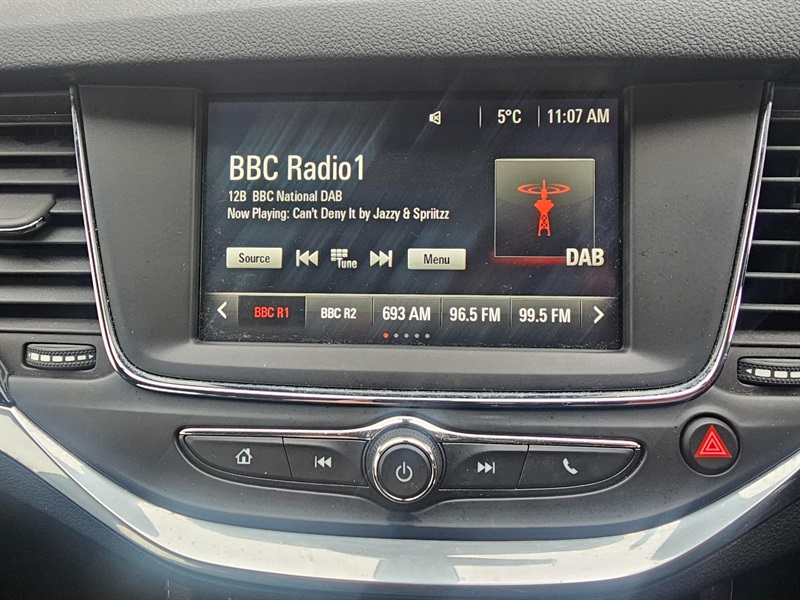 5°C 11:07 AM
BBC Radio1
12B BBC National DAB
Now Playing: Can't Deny It by Jazzy & Spriitzz
DAB
Source Tune Menu
BBC R1 BBC R2 693 AM 96.5 FM 99.5 FM